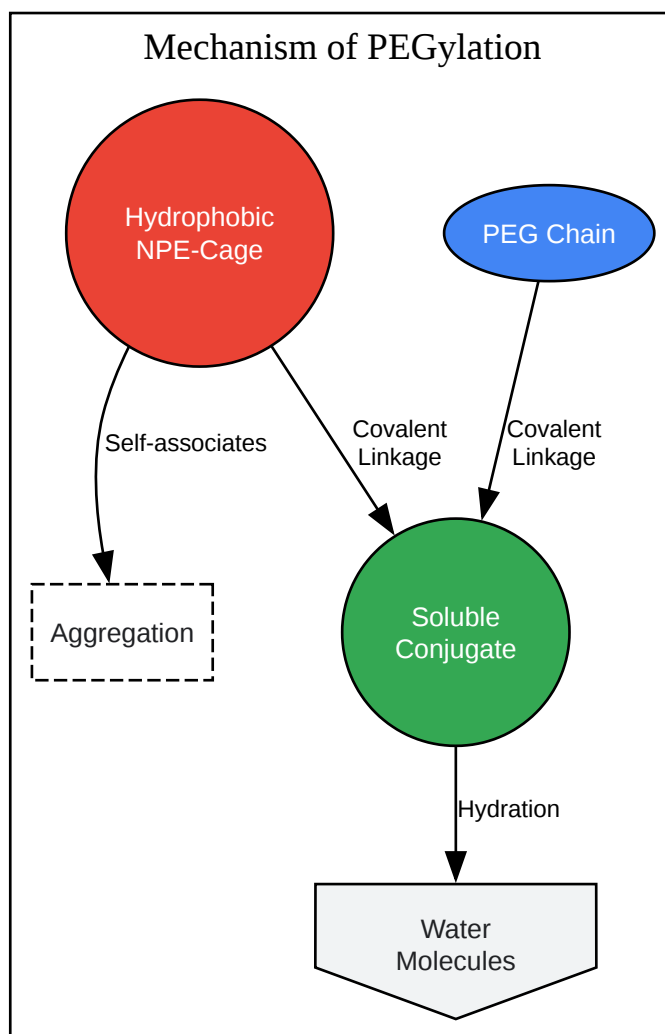 Mechanism of PEGylation
Hydrophobic
NPE-Cage
PEG Chain
Self-associates
Covalent
Linkage
Covalent
Linkage
Aggregation
Soluble
Conjugate
Hydration
Water
Molecules